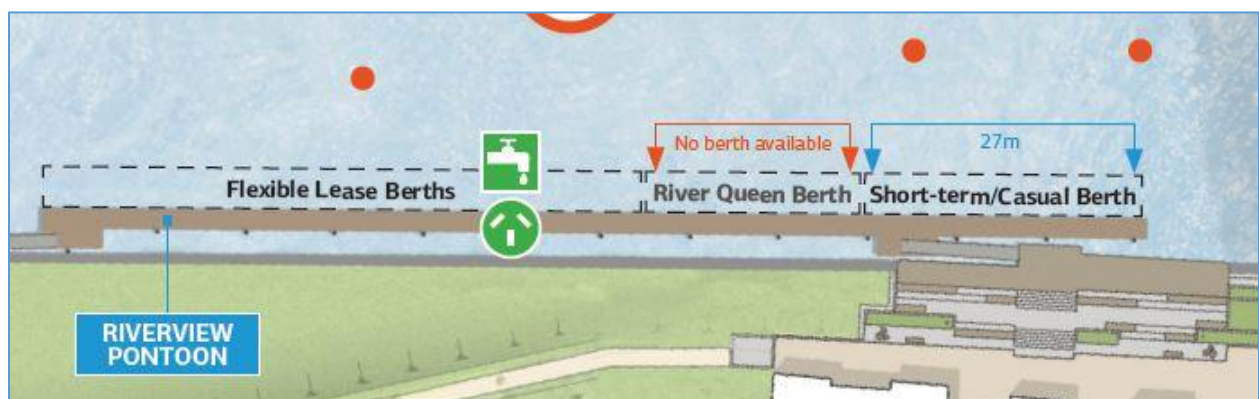 No berth available
27m
Flexible Lease Berths
River Queen Berth
Short-term/Casual Berth
RIVERVIEW
PONTOON